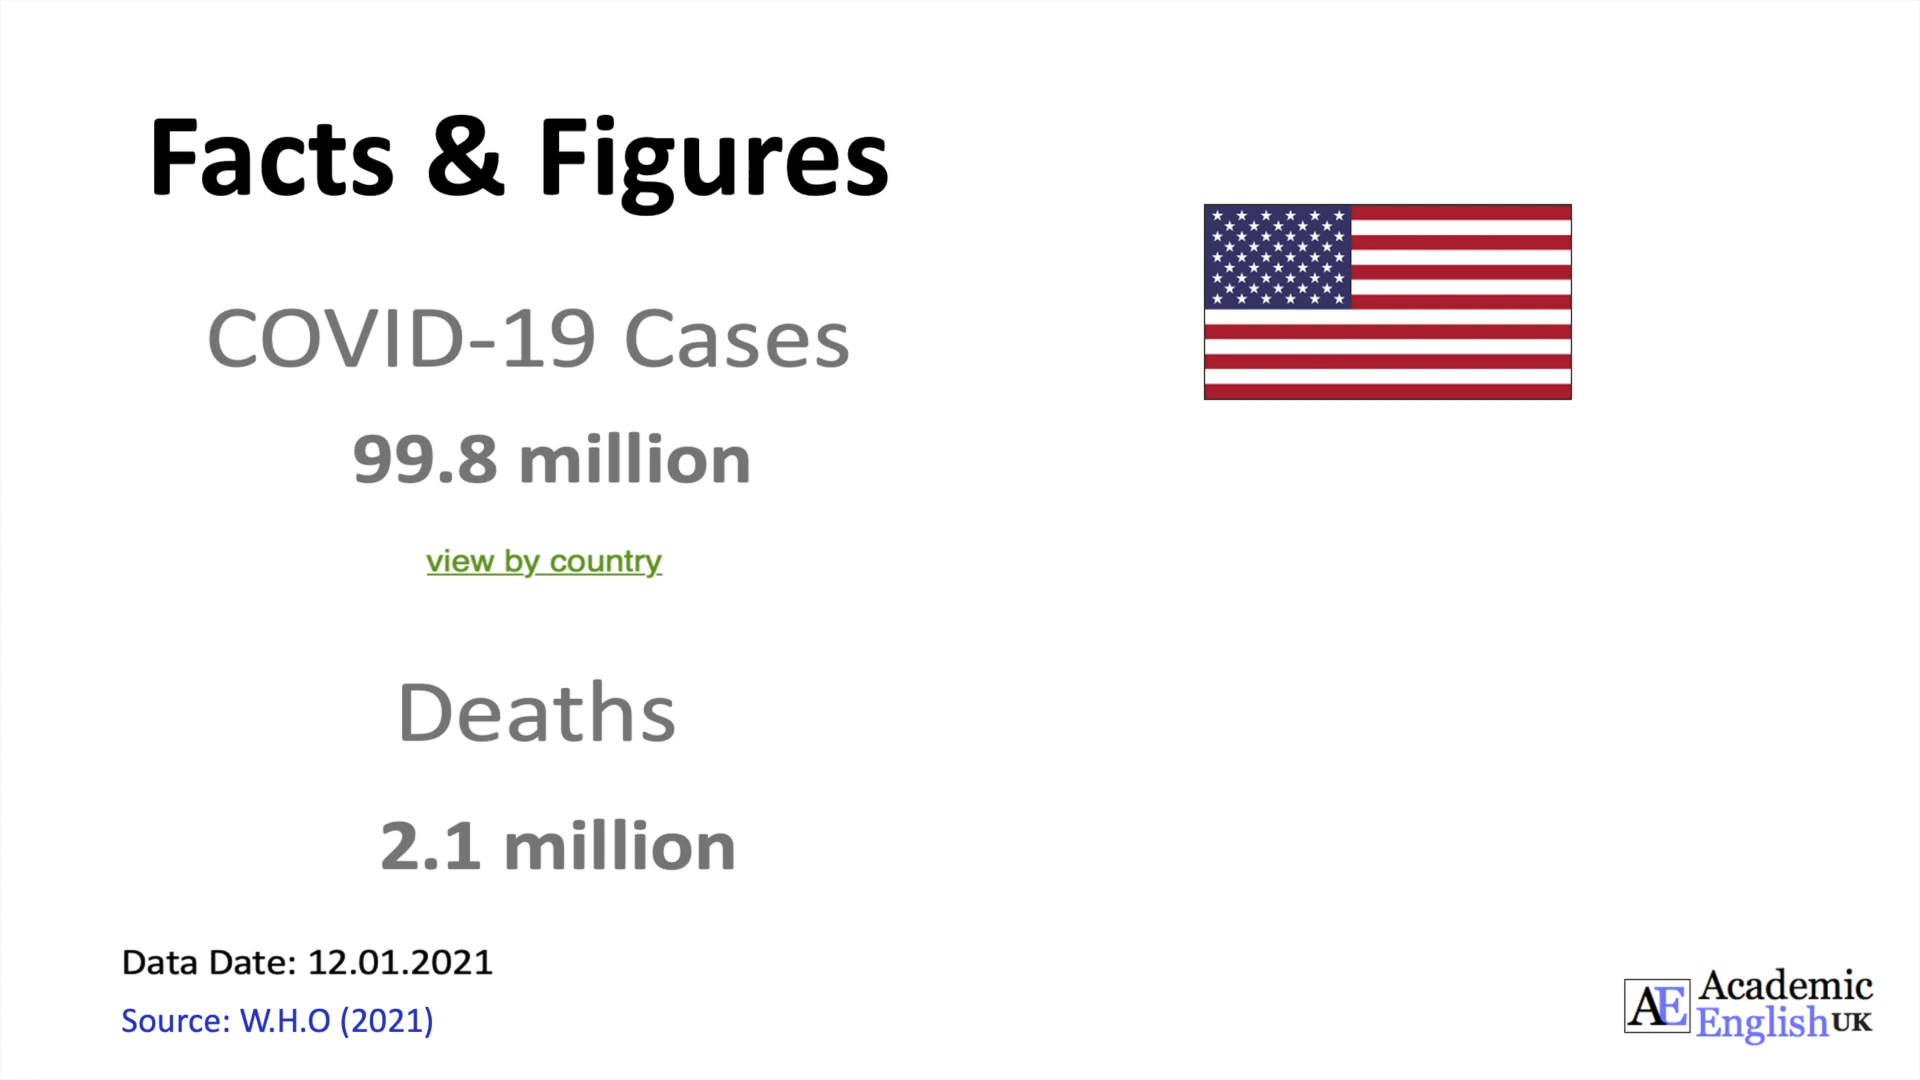 Facts & Figures
COVID-19 Cases
99.8 million
view by country
Deaths
2.1 million
Data Date: 12.01.2021
Source: W.H.O (2021)
AE Academic
English UK